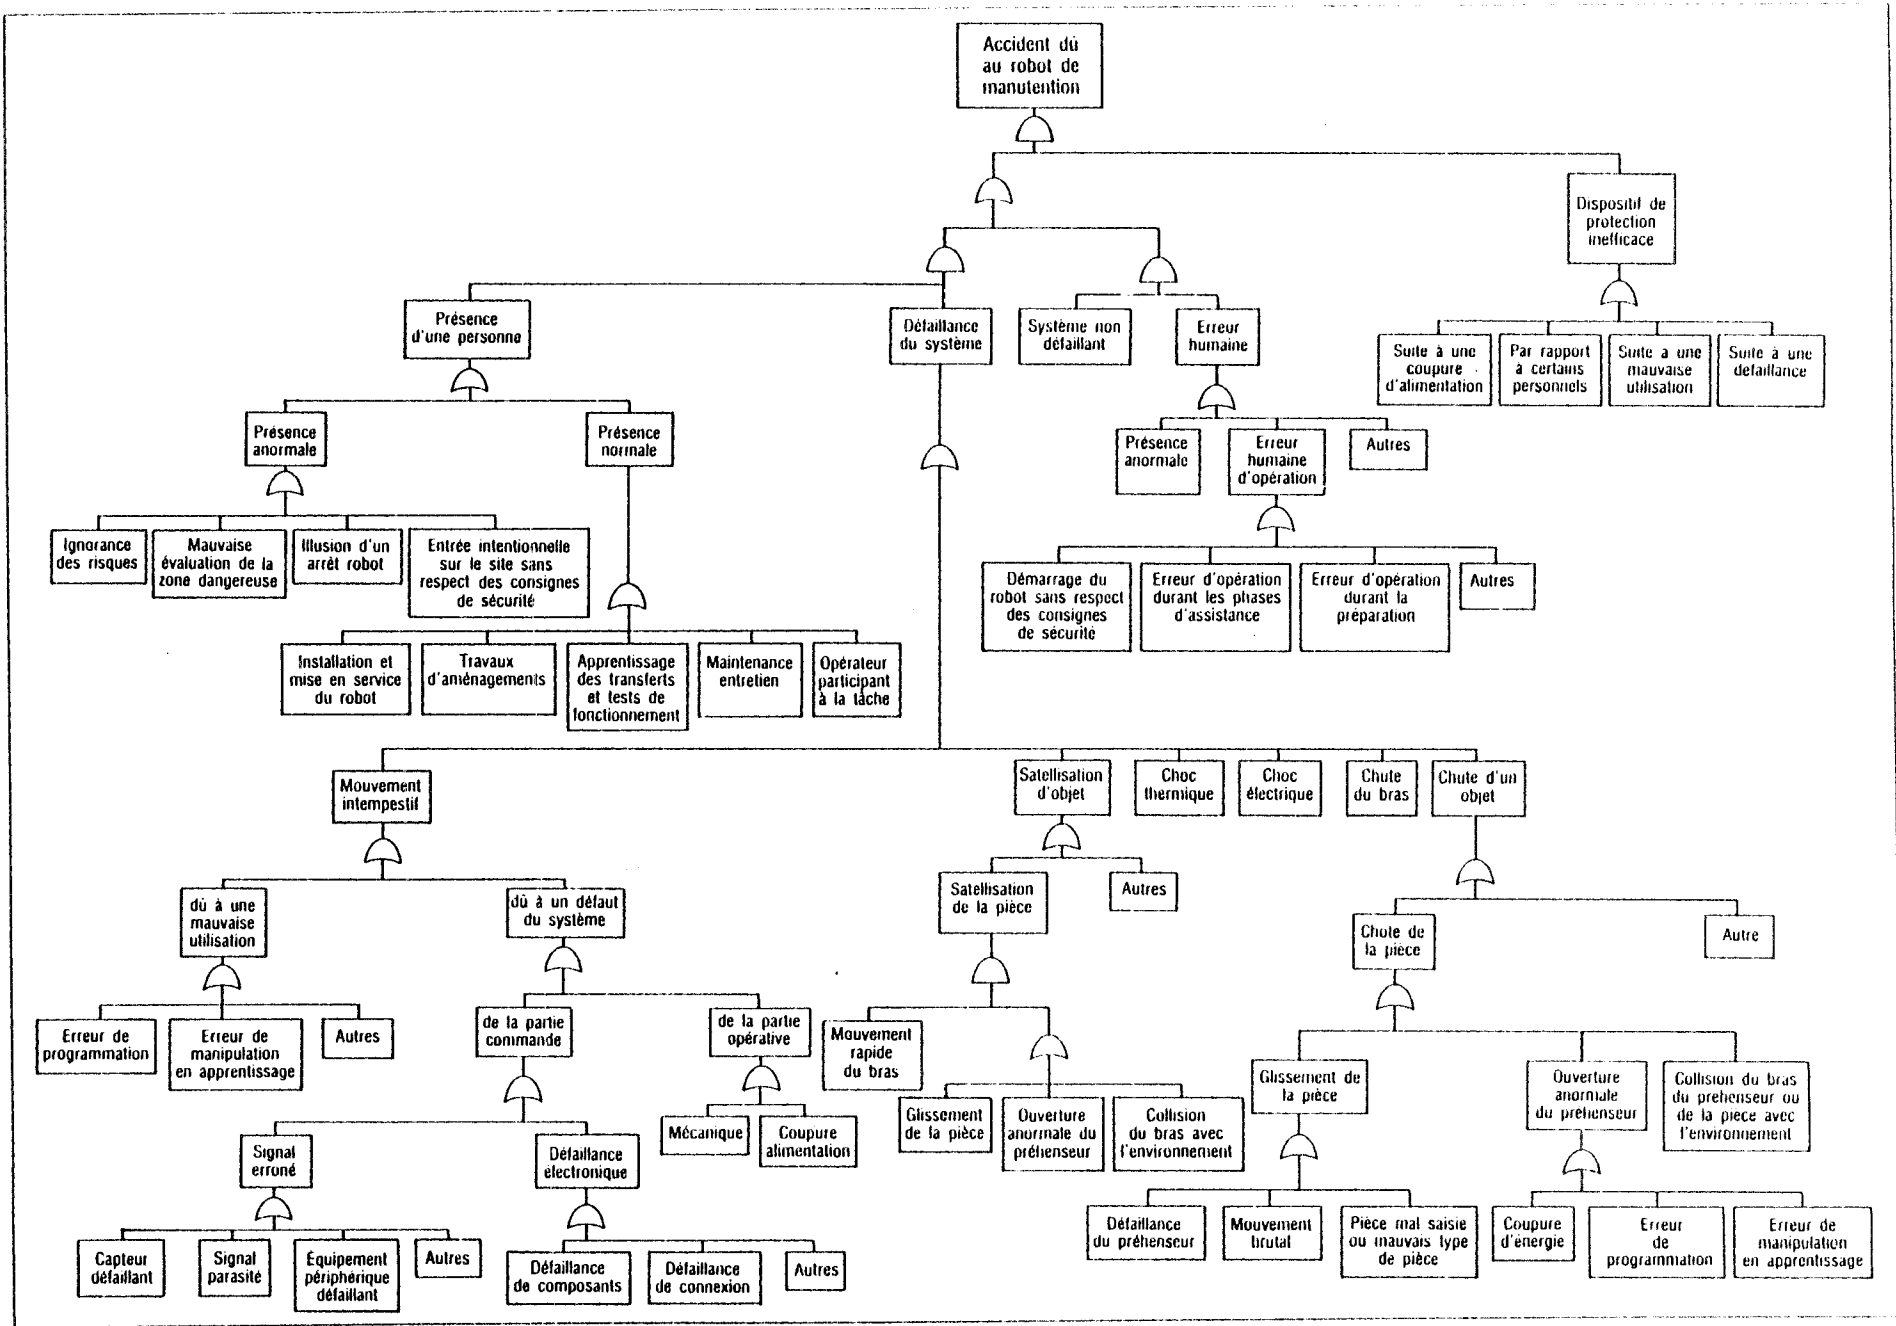 Accident dû
au robot de
manutention
Dispositif de
protection
inefficace
Présence
d'une personne
Défaillance
du système
Système non
défaillant
Erreur
humaine
Suite à une
coupure
d'alimentation
Par rapport
à certains
personnels
Suite à une
mauvaise
utilisation
Suite à une
défaillance
Présence
anormale
Présence
normale
Présence
anormale
Erreur
humaine
d'opération
Autres
Ignorance
des risques
Mauvaise
évaluation de la
zone dangereuse
Illusion d'un
arrêt robot
Entrée intentionnelle
sur le site sans
respect des consignes
de sécurité
Démarrage du
robot sans respect
des consignes
de sécurité
Erreur d'opération
durant les phases
d'assistance
Erreur d'opération
durant la
préparation
Autres
Installation et
mise en service
du robot
Travaux
d'aménagements
Apprentissage
des transferts
et tests de
fonctionnement
Maintenance
entretien
Opérateur
participant
à la tâche
Mouvement
intempestif
Satellisation
d'objet
Choc
thermique
Choc
électrique
Chute
du bras
Chute d'un
objet
dû à une
mauvaise
utilisation
dû à un défaut
du système
Satellisation
de la pièce
Autres
Chute de
la pièce
Autre
Erreur de
programmation
Erreur de
manipulation
en apprentissage
Autres
de la partie
commande
de la partie
opérative
Mouvement
rapide
du bras
Glissement de
la pièce
Ouverture
anormale
du préhenseur
Collision du bras
du préhenseur ou
de la pièce avec
l'environnement
Mécanique
Coupure
alimentation
Glissement
de la pièce
Ouverture
anormale du
préhenseur
Collision
du bras avec
l'environnement
Signal
erroné
Défaillance
électronique
Défaillance
du préhenseur
Mouvement
brutal
Pièce mal saisie
ou mauvais type
de pièce
Coupure
d'énergie
Erreur
de
programmation
Erreur de
manipulation
en apprentissage
Capteur
défaillant
Signal
parasité
Équipement
périphérique
défaillant
Autres
Défaillance
de composants
Défaillance
de connexion
Autres